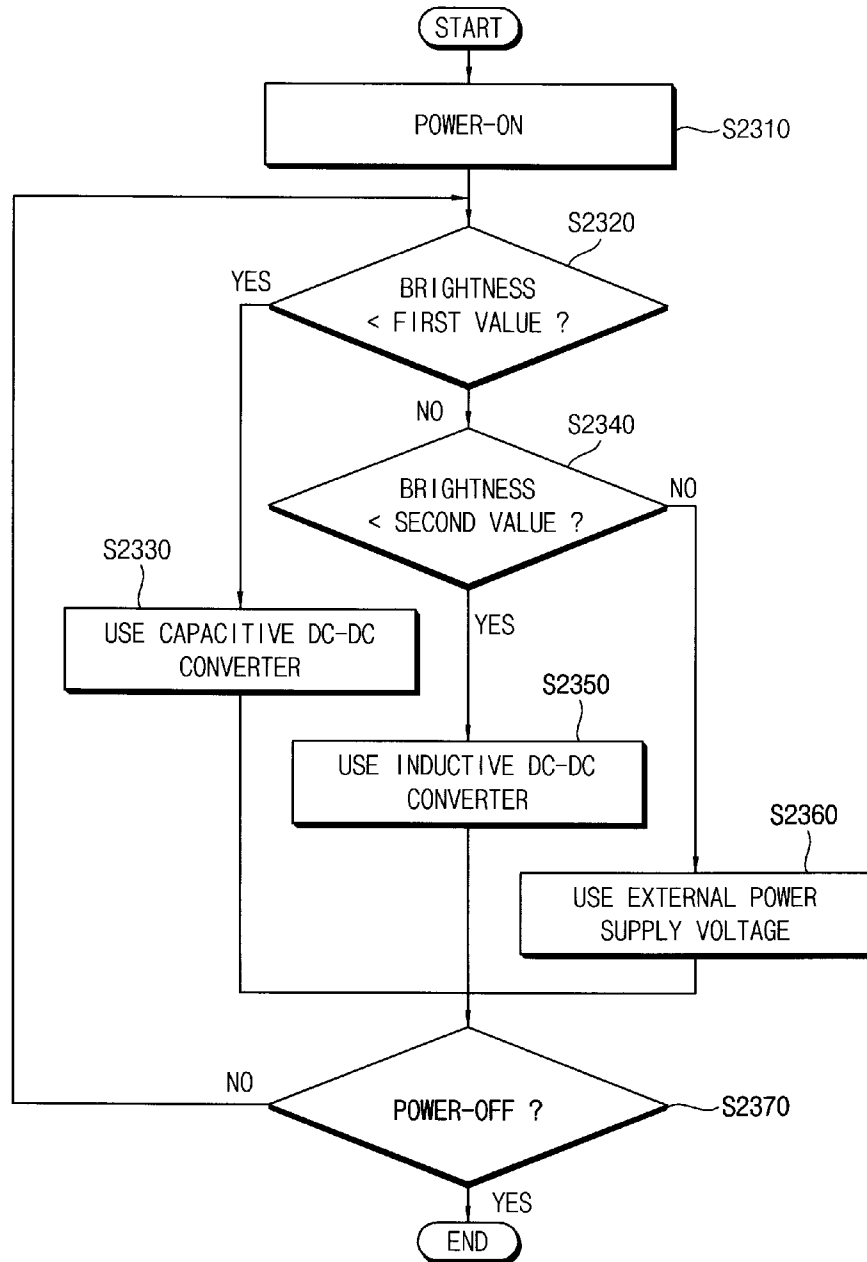 START
POWER-ON
S2310
S2320
YES
BRIGHTNESS
< FIRST VALUE ?
NO
S2340
BRIGHTNESS
< SECOND VALUE ?
NO
S2330
YES
USE CAPACITIVE DC-DC
CONVERTER
S2350
USE INDUCTIVE DC-DC
CONVERTER
S2360
USE EXTERNAL POWER
SUPPLY VOLTAGE
NO
POWER-OFF ?
S2370
YES
END